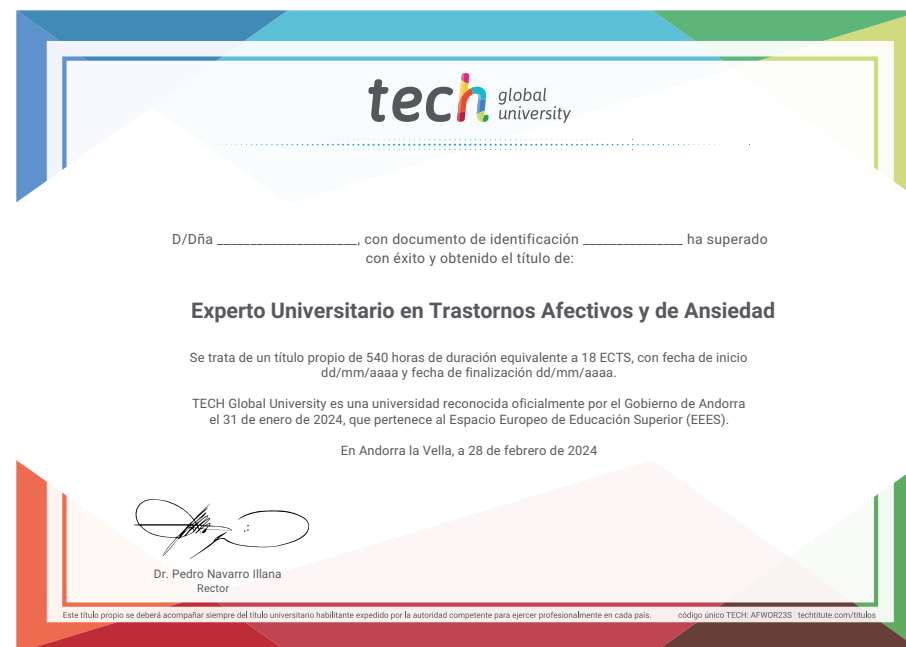 tech global
university
D/Dña _____________________, con documento de identificación _______________ ha superado
con éxito y obtenido el título de:
Experto Universitario en Trastornos Afectivos y de Ansiedad
Se trata de un título propio de 540 horas de duración equivalente a 18 ECTS, con fecha de inicio
dd/mm/aaaa y fecha de finalización dd/mm/aaaa.
TECH Global University es una universidad reconocida oficialmente por el Gobierno de Andorra
el 31 de enero de 2024, que pertenece al Espacio Europeo de Educación Superior (EEES).
En Andorra la Vella, a 28 de febrero de 2024
Dr. Pedro Navarro Illana
Rector
Este título propio se deberá acompañar siempre del título universitario habilitante expedido por la autoridad competente para ejercer profesionalmente en cada país. código único TECH: AFWOR23S techtitute.com/titulos